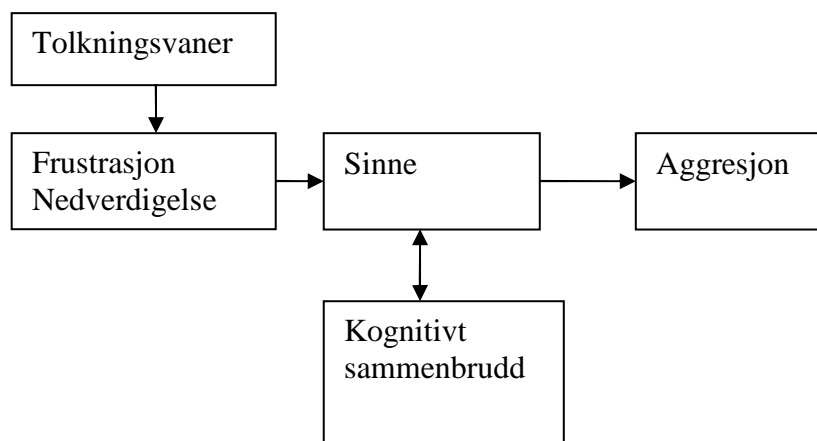 Tolkningsvaner
Frustrasjon
Nedverdigelse
Sinne
Aggresjon
Kognitivt
sammenbrudd